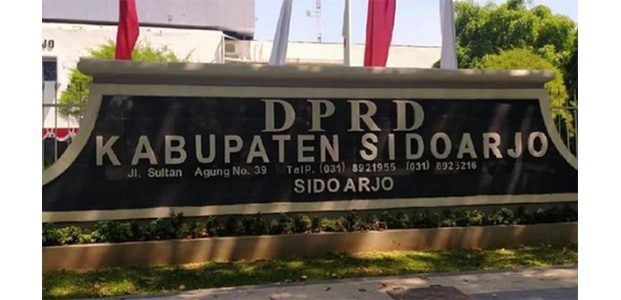 DPRD
KABUPATEN SIDOARJO
Jl. Sultan Agung No. 39 Telp. (031) 8921955 (031) 8925216
SIDOARJO